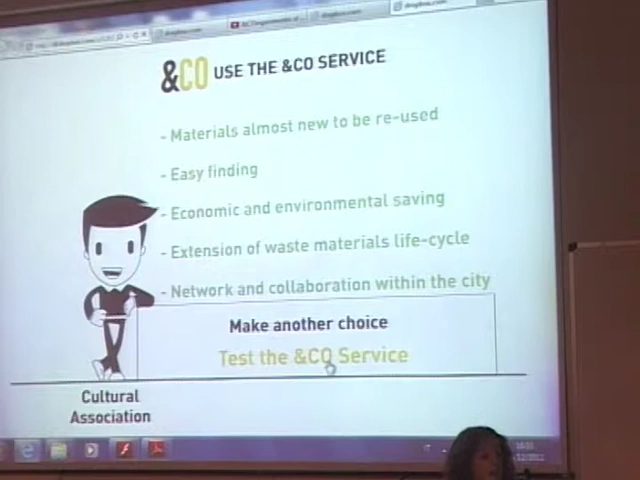 dropbox.com
&CO USE THE &CO SERVICE
- Materials almost new to be re-used
- Easy finding
- Economic and environmental saving
- Extension of waste materials life-cycle
- Network and collaboration within the city
Make another choice
Test the &CO Service
Cultural
Association